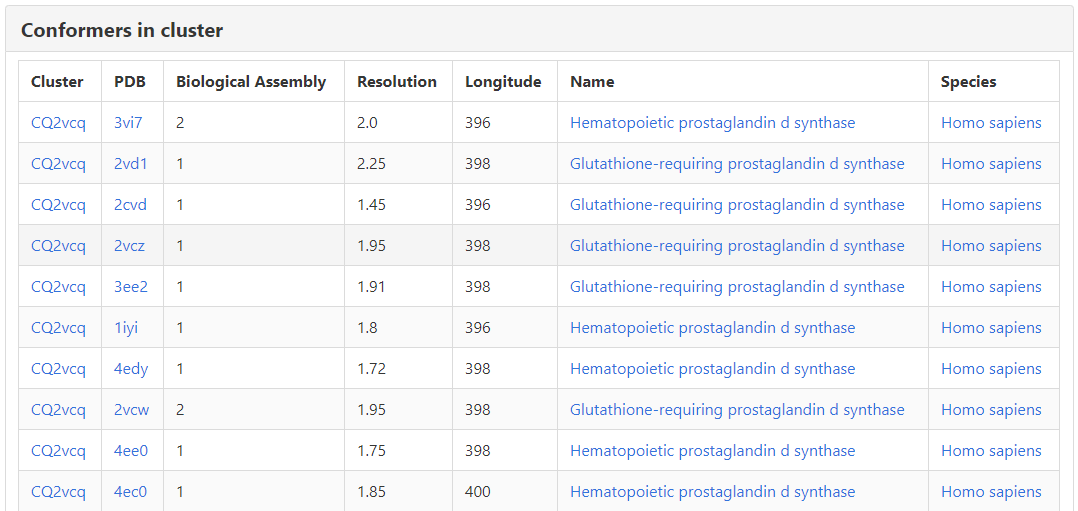 Conformers in cluster
Cluster PDB Biological Assembly Resolution Longitude Name Species
CQ2vcq 3vi7 2 2.0 396 Hematopoietic prostaglandin d synthase Homo sapiens
CQ2vcq 2vd1 1 2.25 398 Glutathione-requiring prostaglandin d synthase Homo sapiens
CQ2vcq 2cvd 1 1.45 396 Glutathione-requiring prostaglandin d synthase Homo sapiens
CQ2vcq 2vcz 1 1.95 398 Glutathione-requiring prostaglandin d synthase Homo sapiens
CQ2vcq 3ee2 1 1.91 398 Glutathione-requiring prostaglandin d synthase Homo sapiens
CQ2vcq 1iyi 1 1.8 396 Hematopoietic prostaglandin d synthase Homo sapiens
CQ2vcq 4edy 1 1.72 398 Hematopoietic prostaglandin d synthase Homo sapiens
CQ2vcq 2vcw 2 1.95 398 Glutathione-requiring prostaglandin d synthase Homo sapiens
CQ2vcq 4ee0 1 1.75 398 Hematopoietic prostaglandin d synthase Homo sapiens
CQ2vcq 4ec0 1 1.85 400 Hematopoietic prostaglandin d synthase Homo sapiens